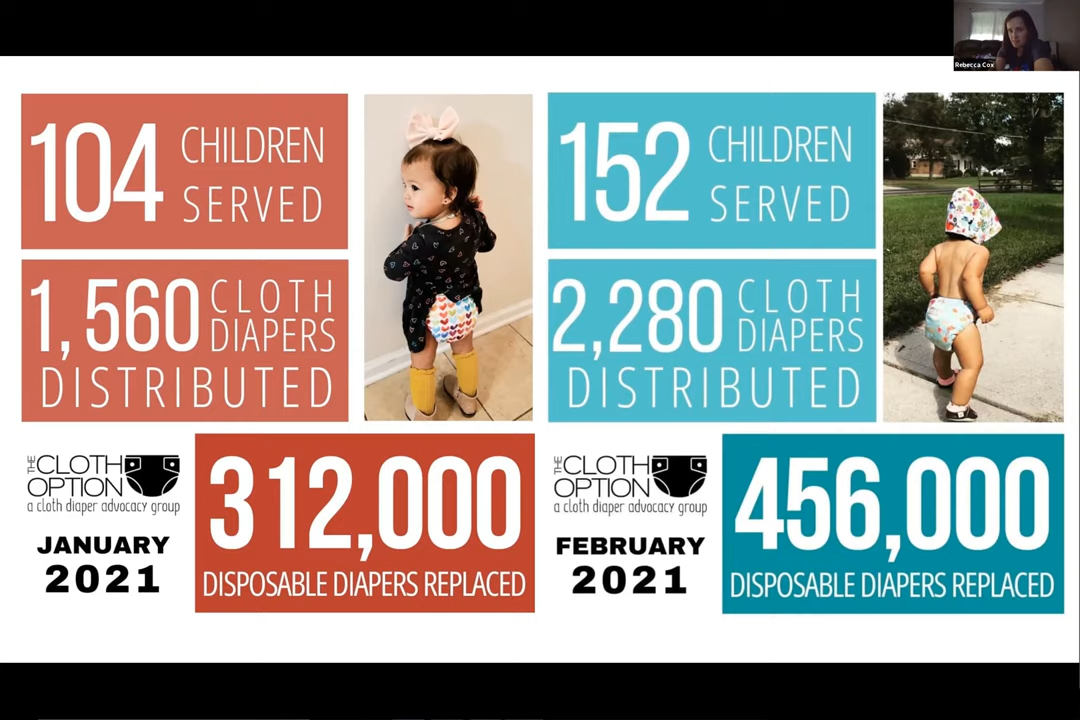 Rebecca Cox
104 CHILDREN
SERVED
1,560 CLOTH
DIAPERS
DISTRIBUTED
THE
CLOTH
OPTION
a cloth diaper advocacy group
JANUARY
2021
312,000
DISPOSABLE DIAPERS REPLACED
152 CHILDREN
SERVED
2,280 CLOTH
DIAPERS
DISTRIBUTED
THE
CLOTH
OPTION
a cloth diaper advocacy group
FEBRUARY
2021
456,000
DISPOSABLE DIAPERS REPLACED